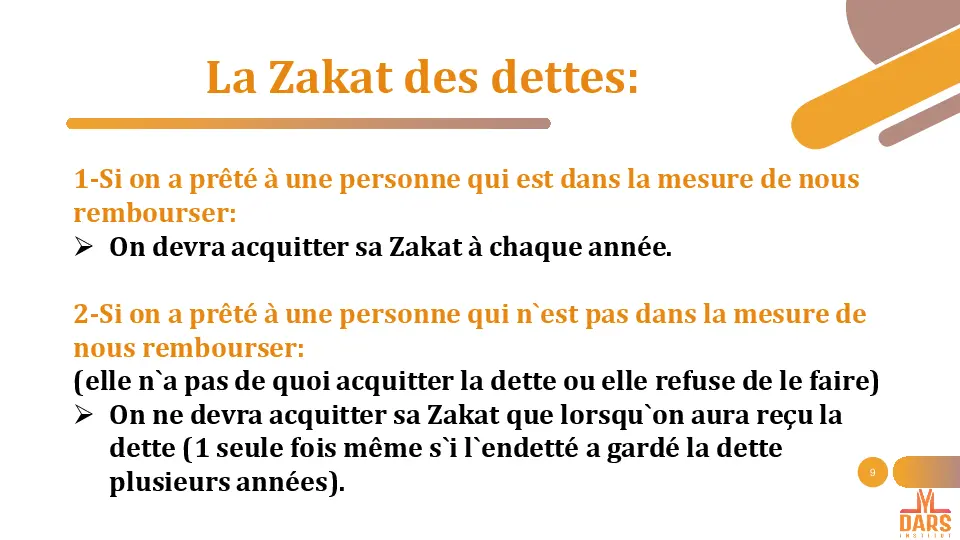 La Zakat des dettes:
1-Si on a prêté à une personne qui est dans la mesure de nous
rembourser:
➢ On devra acquitter sa Zakat à chaque année.
2-Si on a prêté à une personne qui n`est pas dans la mesure de
nous rembourser:
(elle n`a pas de quoi acquitter la dette ou elle refuse de le faire)
➢ On ne devra acquitter sa Zakat que lorsqu`on aura reçu la
dette (1 seule fois même s`i l`endetté a gardé la dette
plusieurs années).
9
DARS
INSTITUT